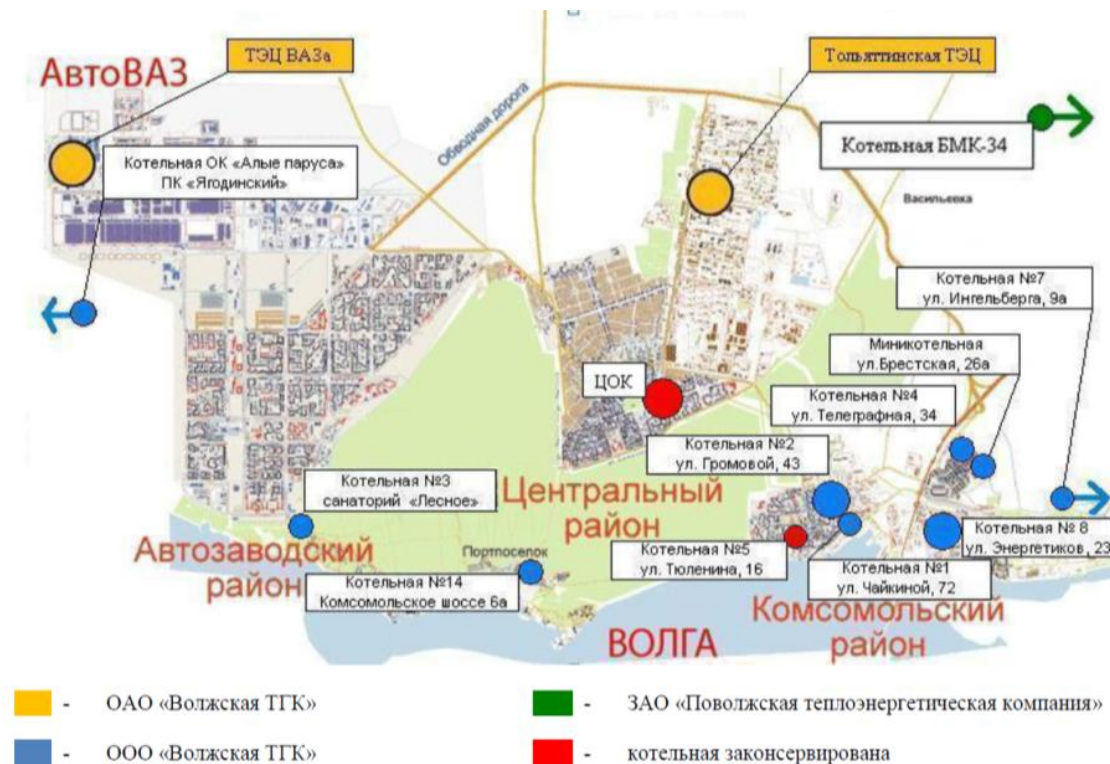 ТЭЦ ВАЗа
Тольяттинская ТЭЦ
АвтоВАЗ
Обводная дорога
Котельная БМК-34
Котельная ОК «Алые паруса»
ПК «Ягодинский»
Васильевка
Котельная №7
ул. Ингельберга, 9а
Миникотельная
ул.Брестская, 26а
ЦОК
Котельная №4
ул. Телеграфная, 34
Котельная №2
ул. Громовой, 43
Котельная №3
санаторий «Лесное»
Центральный
район
Автозаводский
район
Портпоселок
Котельная №5
ул. Тюленина, 16
Котельная № 8
ул. Энергетиков, 23
Котельная №14
Комсомольское шоссе 6а
Котельная №1
ул. Чайкиной, 72
Комсомольский
район
ВОЛГА
- ОАО «Волжская ТГК»
- ЗАО «Поволжская теплоэнергетическая компания»
- ООО «Волжская ТГК»
- котельная законсервирована